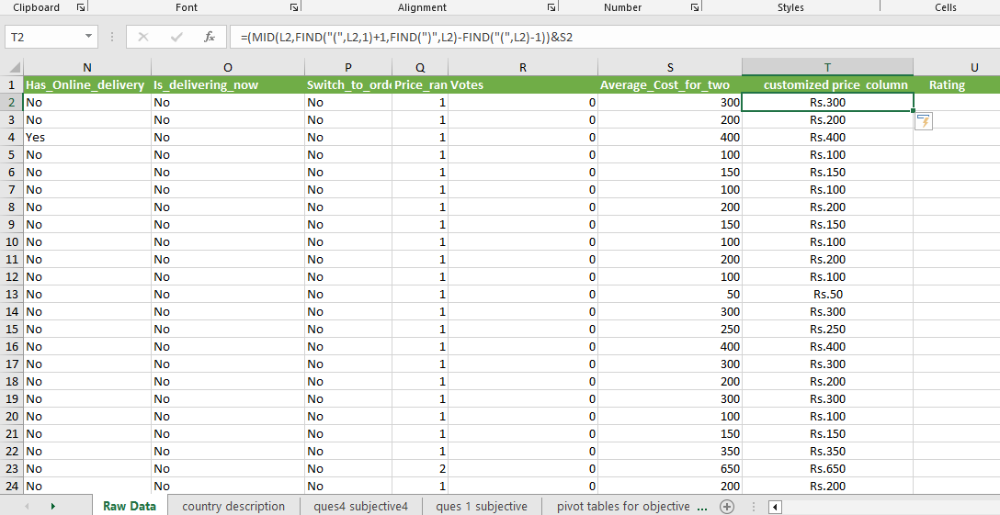 Clipboard Font Alignment Number Styles Cells
T2 fx =(MID(L2,FIND("(",L2,1)+1,FIND(")",L2)-FIND("(",L2)-1))&S2
N O P Q R S T U
1 Has_Online_delivery Is_delivering_now Switch_to_ord Price_ran Votes Average_Cost_for_two customized price_column Rating
2 No No No 1 0 300 Rs.300
3 No No No 1 0 200 Rs.200
4 Yes No No 1 0 400 Rs.400
5 No No No 1 0 100 Rs.100
6 No No No 1 0 150 Rs.150
7 No No No 1 0 100 Rs.100
8 No No No 1 0 200 Rs.200
9 No No No 1 0 150 Rs.150
10 No No No 1 0 100 Rs.100
11 No No No 1 0 200 Rs.200
12 No No No 1 0 100 Rs.100
13 No No No 1 0 50 Rs.50
14 No No No 1 0 300 Rs.300
15 No No No 1 0 250 Rs.250
16 No No No 1 0 400 Rs.400
17 No No No 1 0 300 Rs.300
18 No No No 1 0 200 Rs.200
19 No No No 1 0 300 Rs.300
20 No No No 1 0 100 Rs.100
21 No No No 1 0 150 Rs.150
22 No No No 1 0 350 Rs.350
23 No No No 2 0 650 Rs.650
24 No No No 1 0 200 Rs.200
Raw Data country description ques4 subjective4 ques 1 subjective pivot tables for objective ...